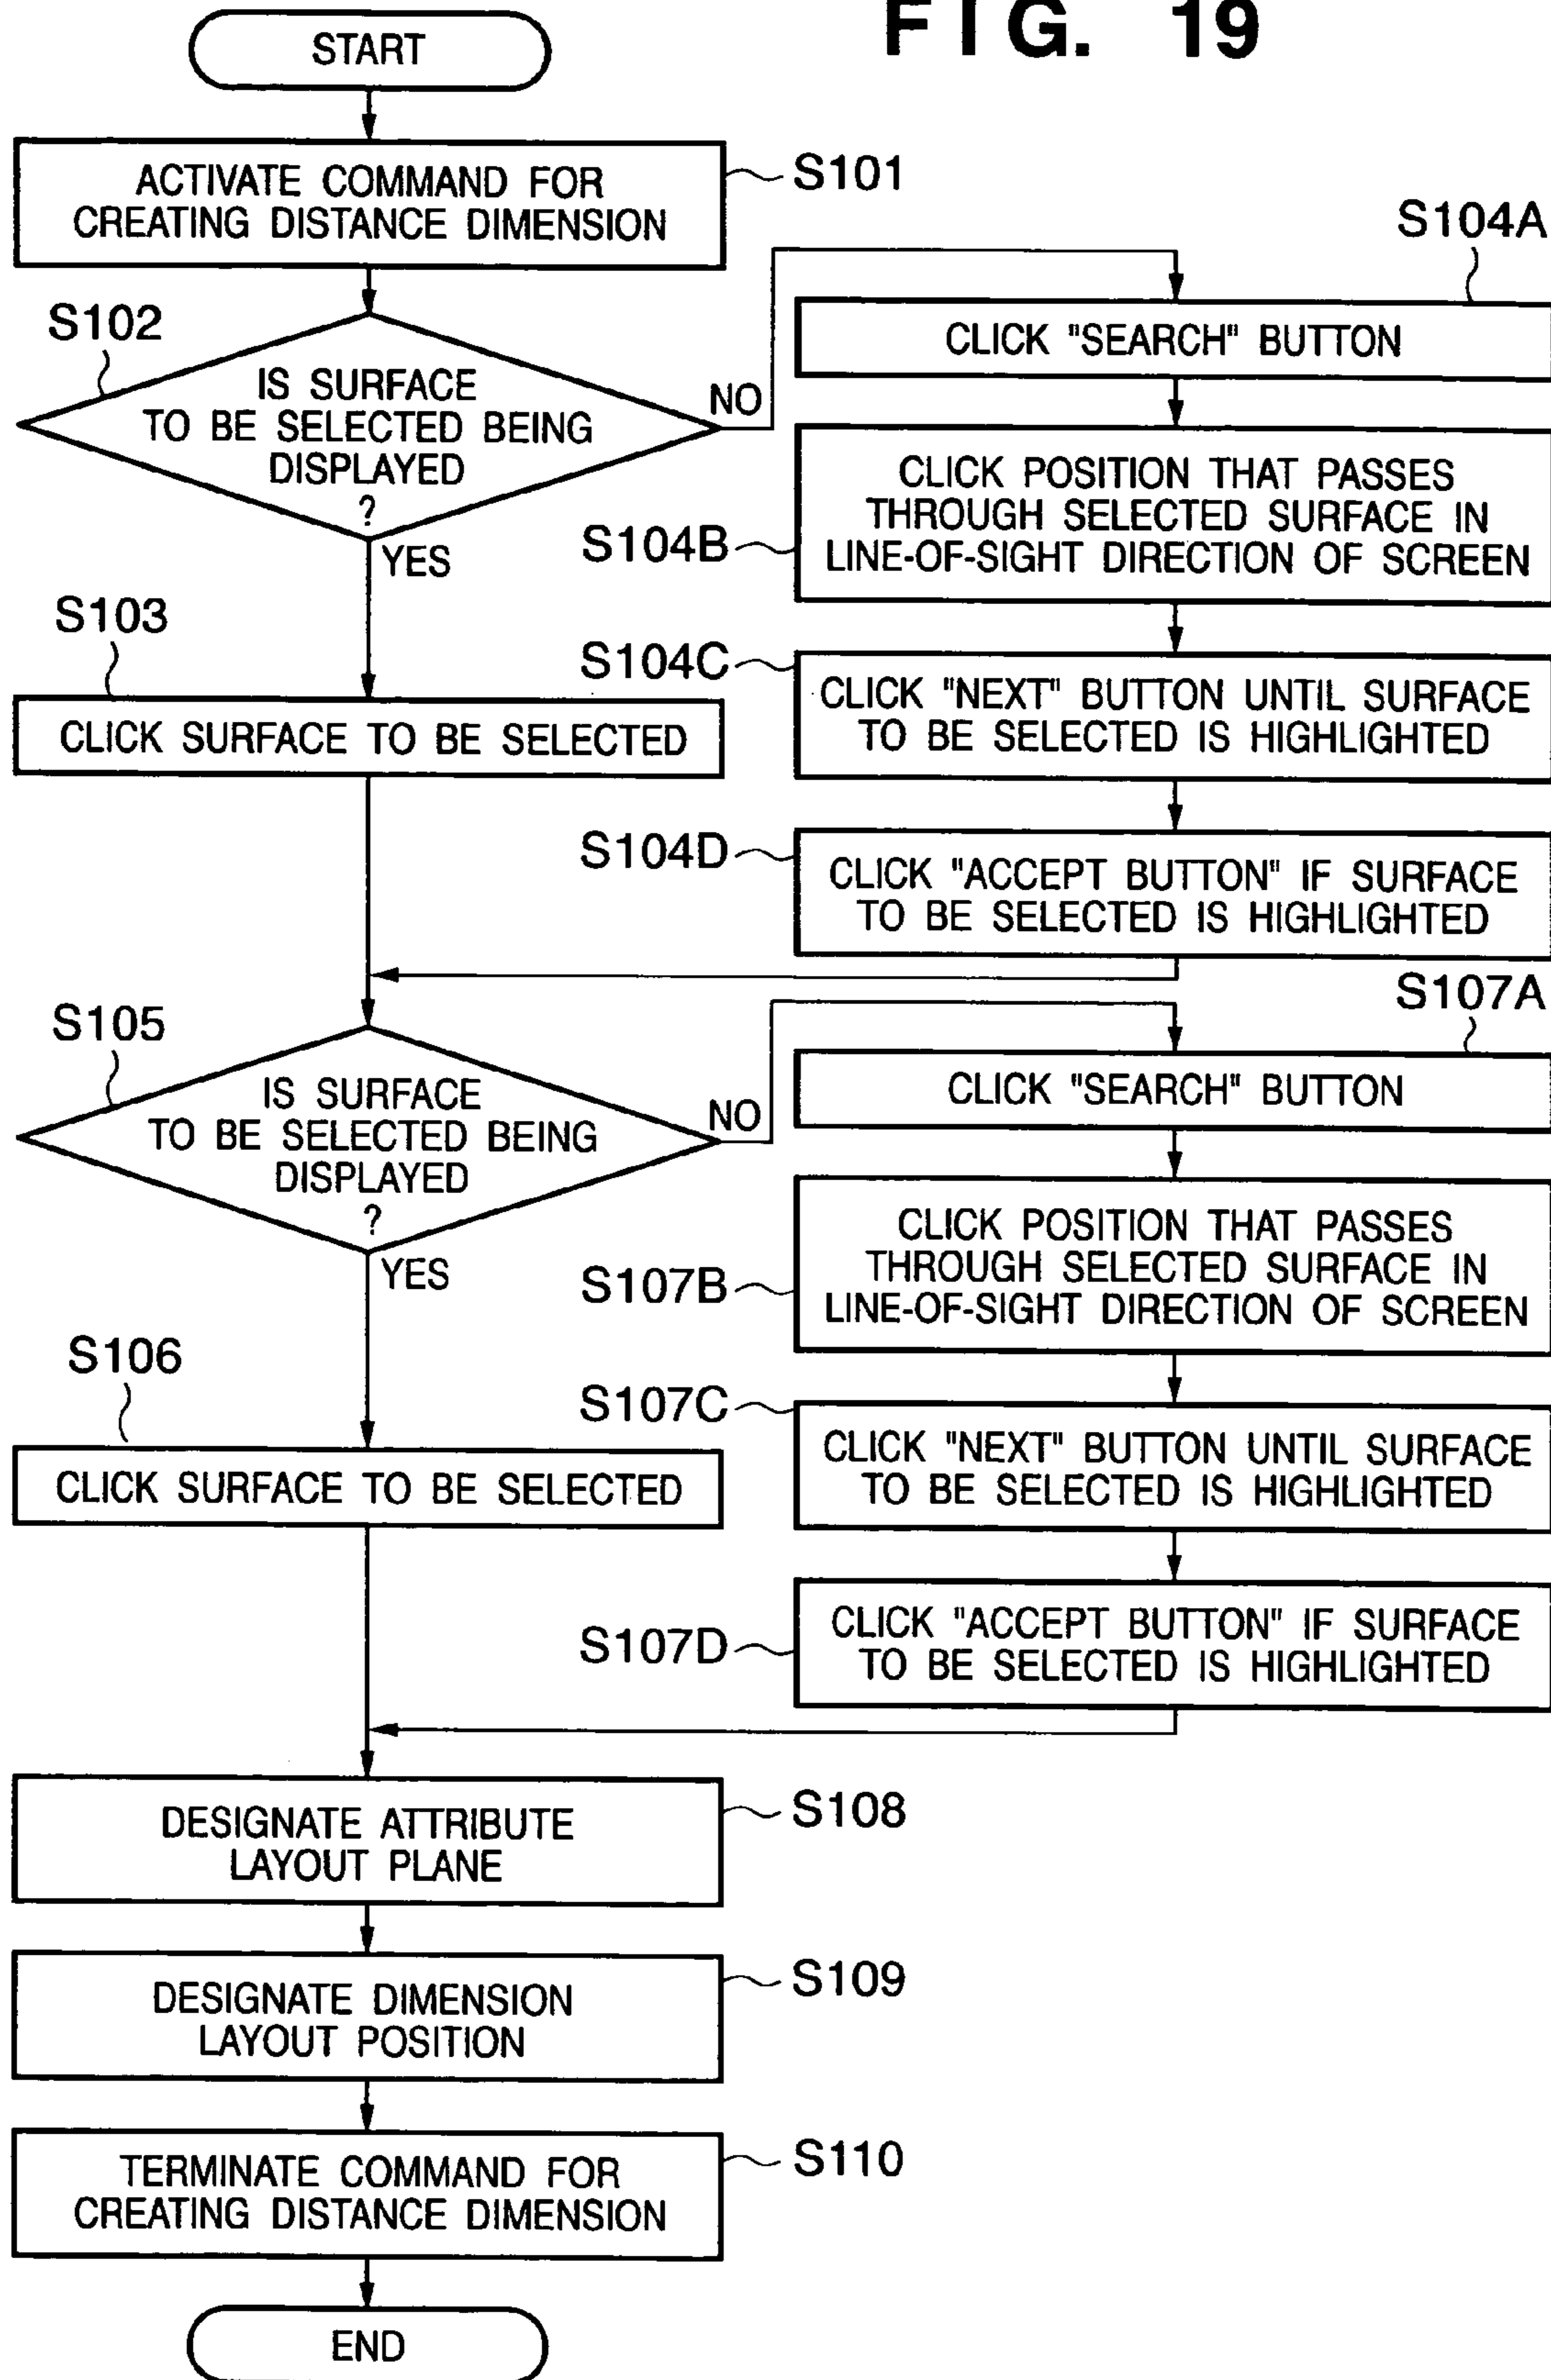 FIG. 19
START
ACTIVATE COMMAND FOR
CREATING DISTANCE DIMENSION
S101
S102
IS SURFACE
TO BE SELECTED BEING
DISPLAYED
?
NO
YES
S103
CLICK SURFACE TO BE SELECTED
S104A
CLICK "SEARCH" BUTTON
S104B
CLICK POSITION THAT PASSES
THROUGH SELECTED SURFACE IN
LINE-OF-SIGHT DIRECTION OF SCREEN
S104C
CLICK "NEXT" BUTTON UNTIL SURFACE
TO BE SELECTED IS HIGHLIGHTED
S104D
CLICK "ACCEPT BUTTON" IF SURFACE
TO BE SELECTED IS HIGHLIGHTED
S105
IS SURFACE
TO BE SELECTED BEING
DISPLAYED
?
NO
YES
S106
CLICK SURFACE TO BE SELECTED
S107A
CLICK "SEARCH" BUTTON
S107B
CLICK POSITION THAT PASSES
THROUGH SELECTED SURFACE IN
LINE-OF-SIGHT DIRECTION OF SCREEN
S107C
CLICK "NEXT" BUTTON UNTIL SURFACE
TO BE SELECTED IS HIGHLIGHTED
S107D
CLICK "ACCEPT BUTTON" IF SURFACE
TO BE SELECTED IS HIGHLIGHTED
DESIGNATE ATTRIBUTE
LAYOUT PLANE
S108
DESIGNATE DIMENSION
LAYOUT POSITION
S109
TERMINATE COMMAND FOR
CREATING DISTANCE DIMENSION
S110
END